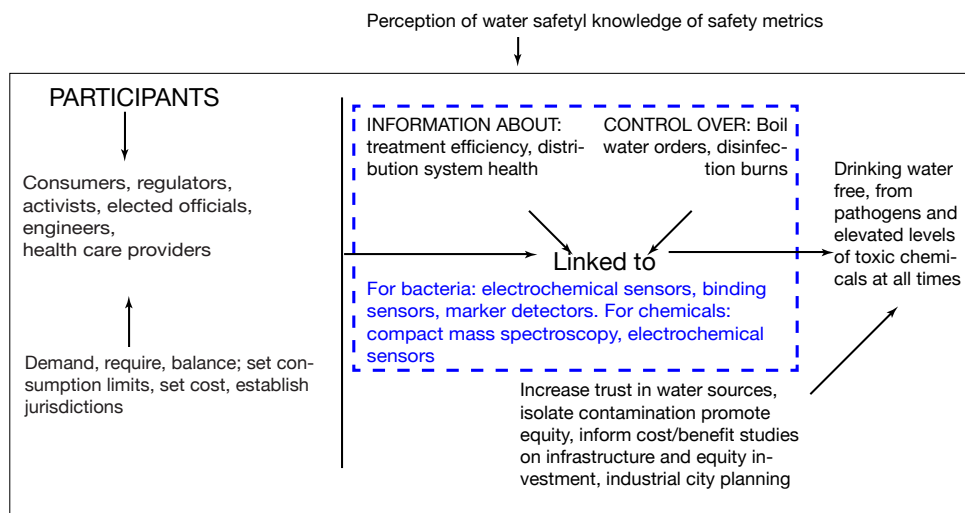 Perception of water safetyl knowledge of safety metrics
PARTICIPANTS
Consumers, regulators,
activists, elected officials,
engineers,
health care providers
Demand, require, balance; set con-
sumption limits, set cost, establish
jurisdictions
INFORMATION ABOUT:
treatment efficiency, distri-
bution system health
CONTROL OVER: Boil
water orders, disinfec-
tion burns
Linked to
For bacteria: electrochemical sensors, binding
sensors, marker detectors. For chemicals:
compact mass spectroscopy, electrochemical
sensors
Drinking water
free, from
pathogens and
elevated levels
of toxic chemi-
cals at all times
Increase trust in water sources,
isolate contamination promote
equity, inform cost/benefit studies
on infrastructure and equity in-
vestment, industrial city planning